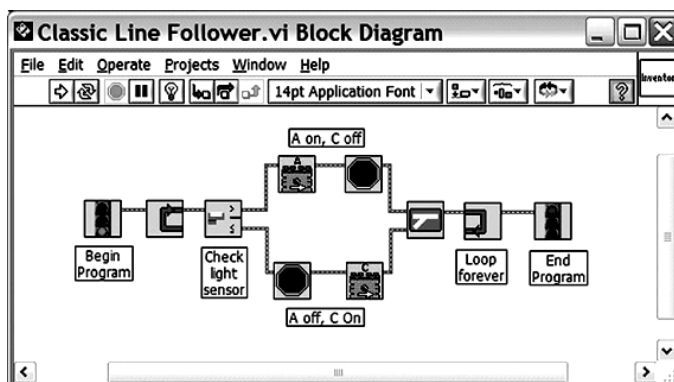 Classic Line Follower.vi Block Diagram
File Edit Operate Projects Window Help
14pt Application Font
Inventor
A on, C off
A
Begin
Program
Check
light
sensor
Loop
forever
End
Program
C
A off, C On